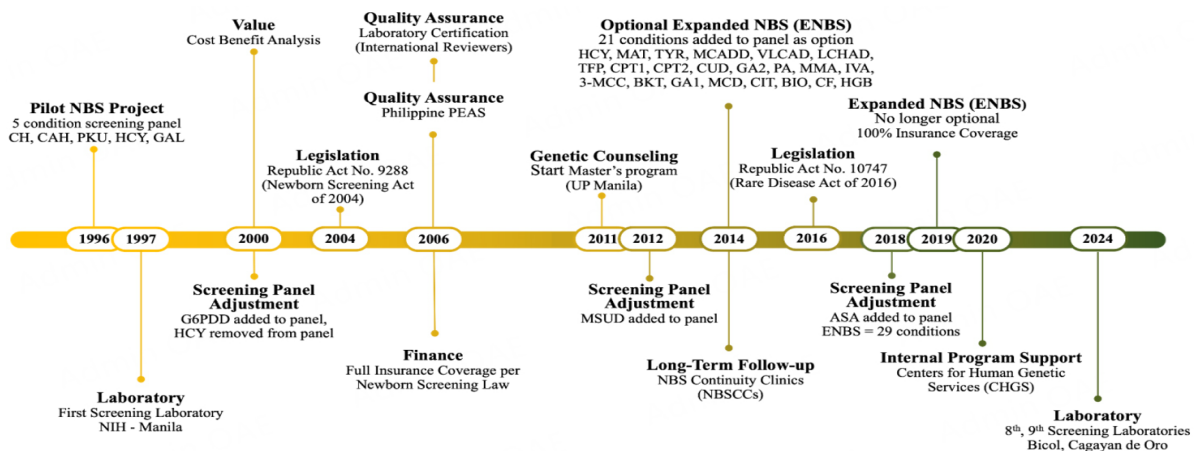 Value
Cost Benefit Analysis
Quality Assurance
Laboratory Certification
(International Reviewers)
Optional Expanded NBS (ENBS)
21 conditions added to panel as option
HCY, MAT, TYR, MCADD, VLCAD, LCHAD,
TFP, CPT1, CPT2, CUD, GA2, PA, MMA, IVA,
3-MCC, BKT, GA1, MCD, CIT, BIO, CF, HGB
Pilot NBS Project
5 condition screening panel
CH, CAH, PKU, HCY, GAL
Quality Assurance
Philippine PEAS
Expanded NBS (ENBS)
No longer optional
100% Insurance Coverage
Legislation
Republic Act No. 9288
(Newborn Screening Act
of 2004)
Genetic Counseling
Start Master's program
(UP Manila)
Legislation
Republic Act No. 10747
(Rare Disease Act of 2016)
1996
1997
2000
2004
2006
2011
2012
2014
2016
2018
2019
2020
2024
Screening Panel
Adjustment
G6PDD added to panel,
HCY removed from panel
Screening Panel
Adjustment
MSUD added to panel
Screening Panel
Adjustment
ASA added to panel
ENBS = 29 conditions
Finance
Full Insurance Coverage per
Newborn Screening Law
Long-Term Follow-up
NBS Continuity Clinics
(NBSCCs)
Internal Program Support
Centers for Human Genetic
Services (CHGS)
Laboratory
First Screening Laboratory
NIH - Manila
Laboratory
8th, 9th Screening Laboratories
Bicol, Cagayan de Oro